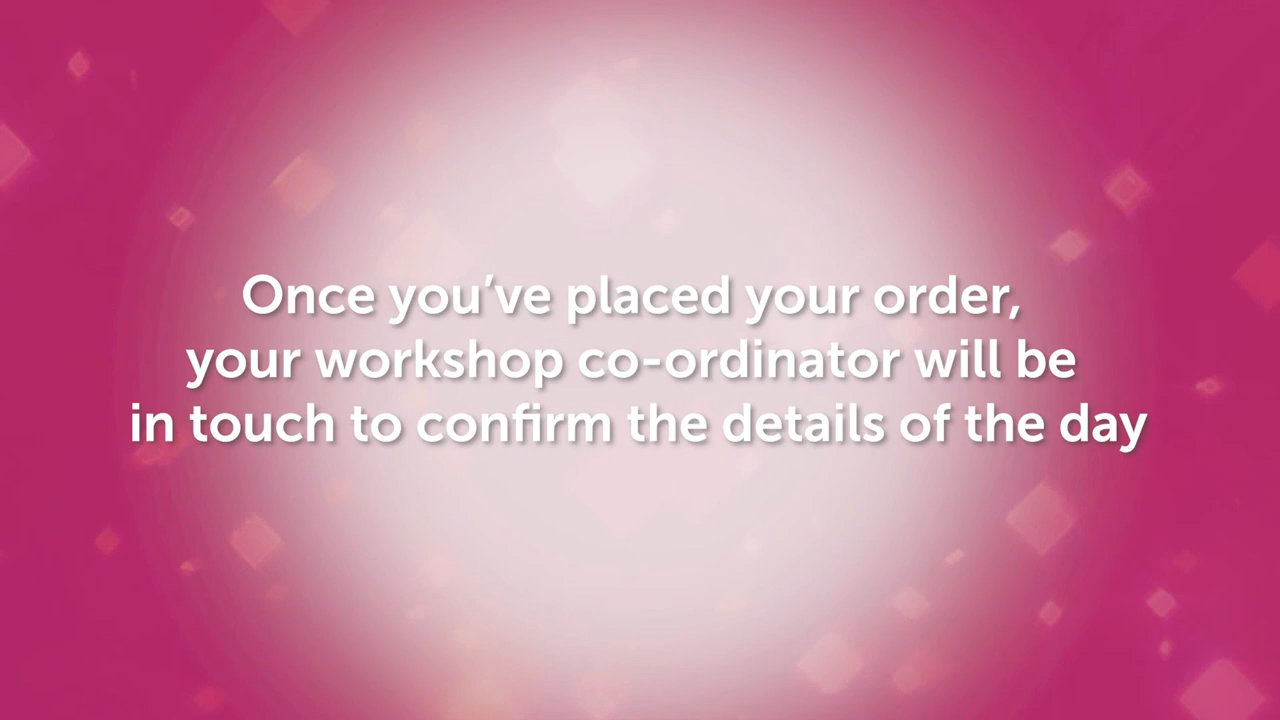 Once you’ve placed your order,
your workshop co-ordinator will be
in touch to confirm the details of the day